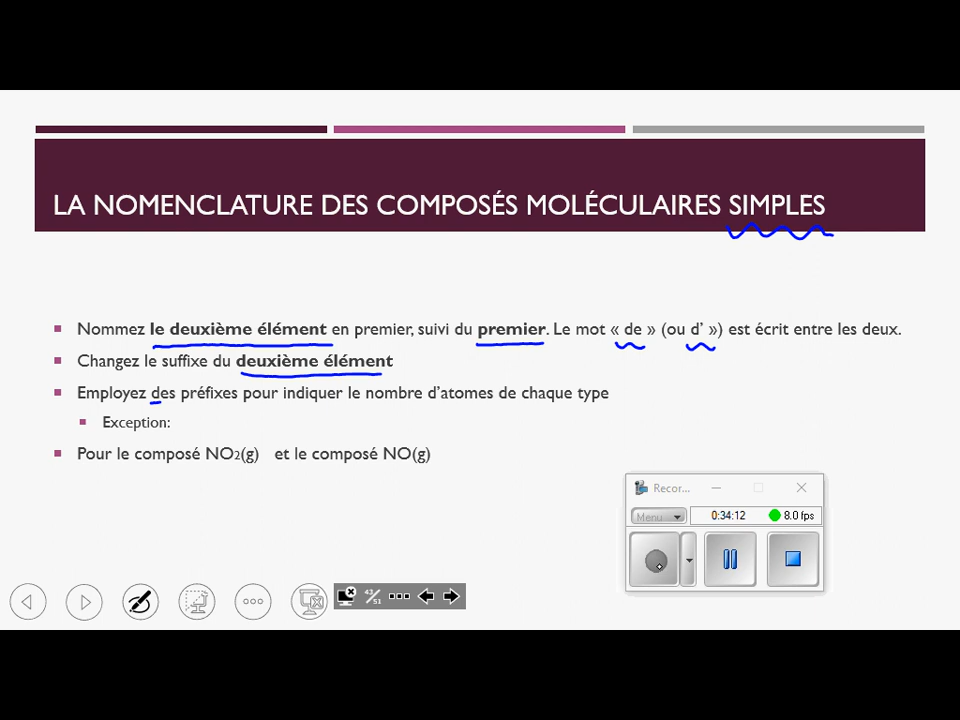 LA NOMENCLATURE DES COMPOSÉS MOLÉCULAIRES SIMPLES
Nommez le deuxième élément en premier, suivi du premier. Le mot « de » (ou d’ ») est écrit entre les deux.
Changez le suffixe du deuxième élément
Employez des préfixes pour indiquer le nombre d’atomes de chaque type
Exception:
Pour le composé NO2(g) et le composé NO(g)
Recor...
Menu 0:34:12 8.0 fps
42/51